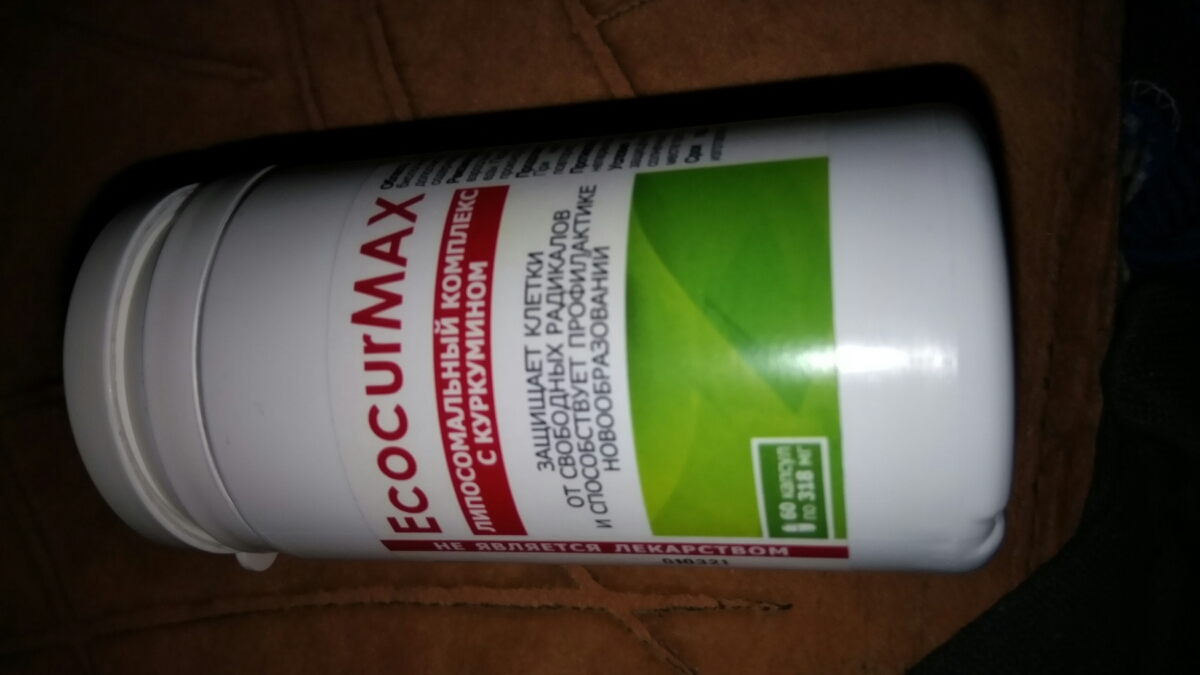 EcocurMAX
ЛИПОСОМАЛЬНЫЙ КОМПЛЕКС
С КУРКУМИНОМ
ЗАЩИЩАЕТ КЛЕТКИ
ОТ СВОБОДНЫХ РАДИКАЛОВ
И СПОСОБСТВУЕТ ПРОФИЛАКТИКЕ
НОВООБРАЗОВАНИЙ
60 капсул
по 318 мг
НЕ ЯВЛЯЕТСЯ ЛЕКАРСТВОМ
010321